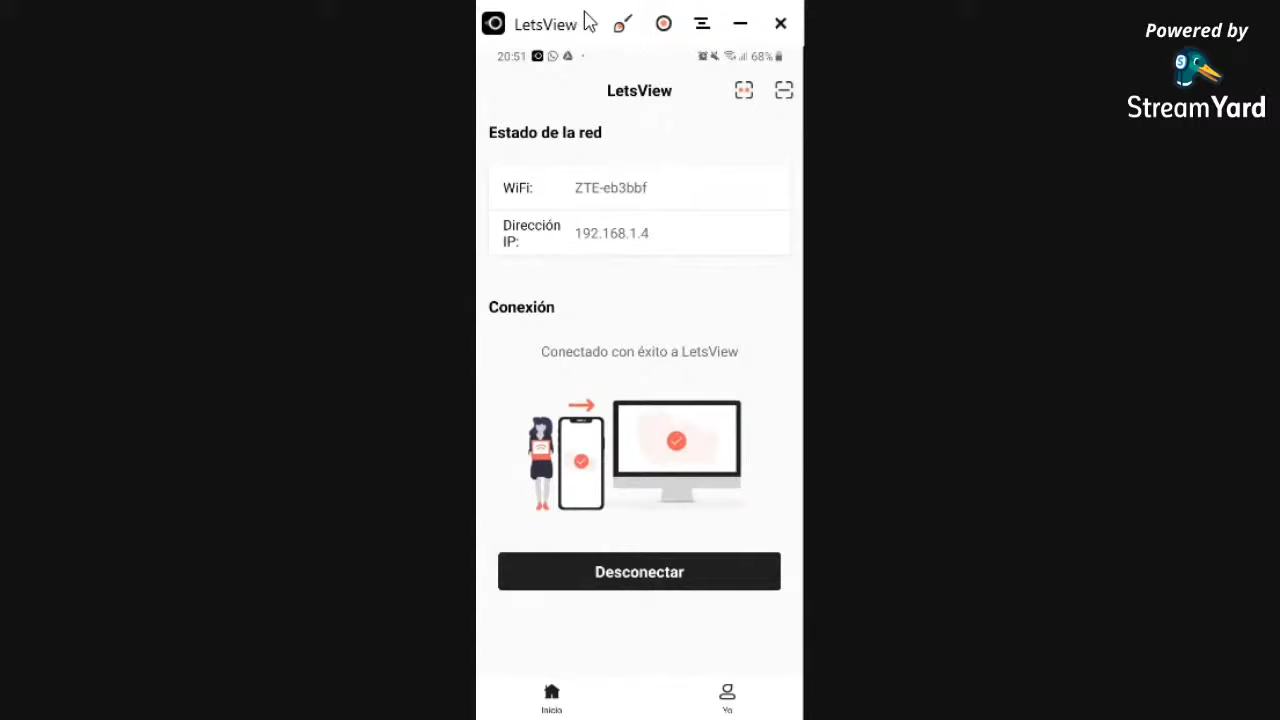 LetsView
Powered by
StreamYard
20:51 68%
LetsView
Estado de la red
WiFi: ZTE-eb3bbf
Dirección IP: 192.168.1.4
Conexión
Conectado con éxito a LetsView
Desconectar
Inicio Yo